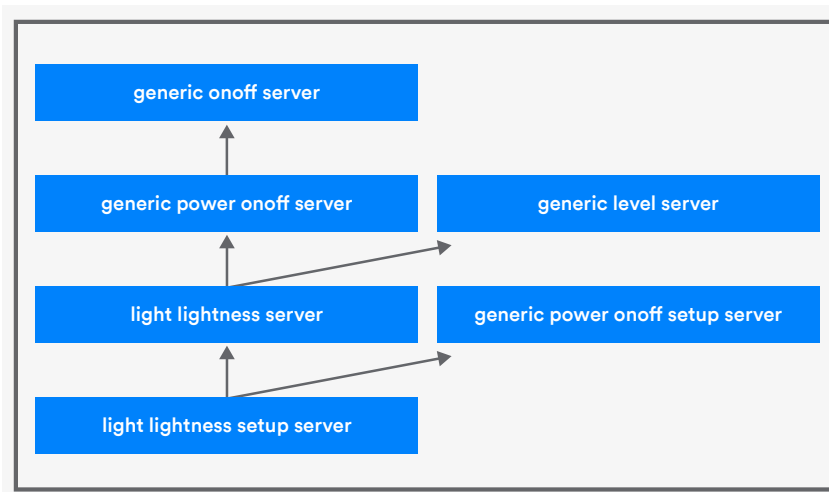 generic onoff server
generic power onoff server
generic level server
light lightness server
generic power onoff setup server
light lightness setup server